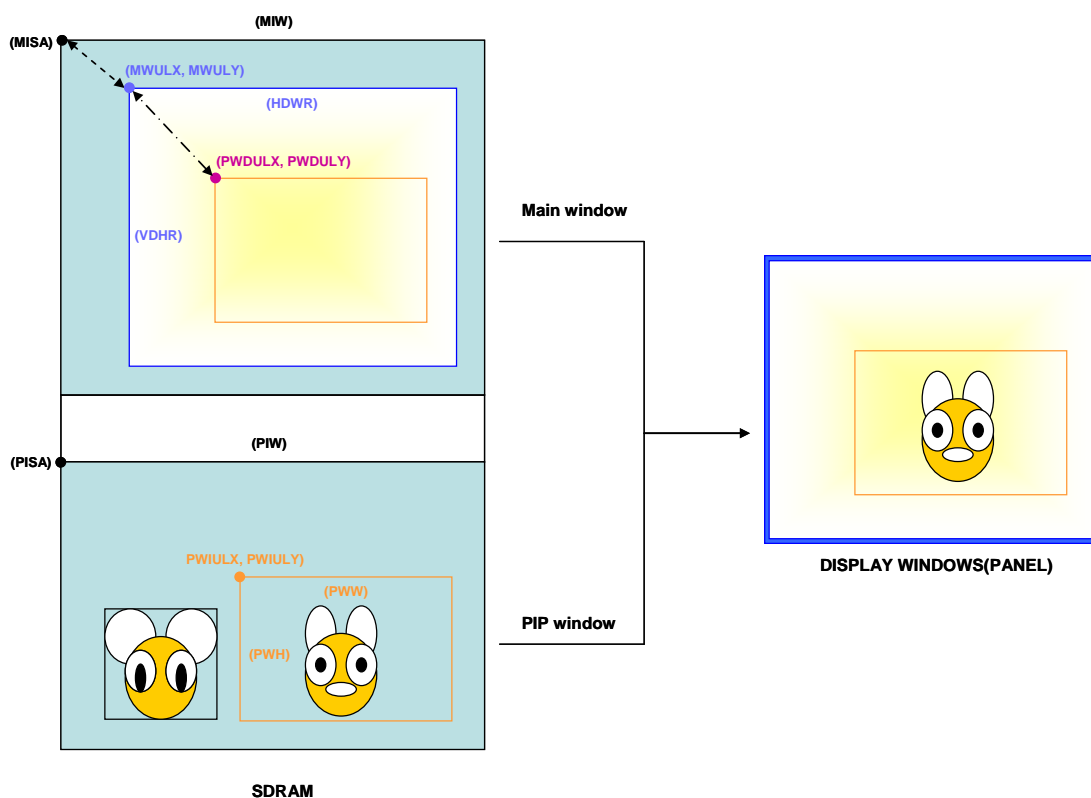 (MIW)
(MISA)
(MWULX, MWULY)
(HDWR)
(PWDULX, PWDULY)
(VDHR)
Main window
(PIW)
(PISA)
PWIULX, PWIULY)
(PWW)
(PWH)
PIP window
DISPLAY WINDOWS(PANEL)
SDRAM